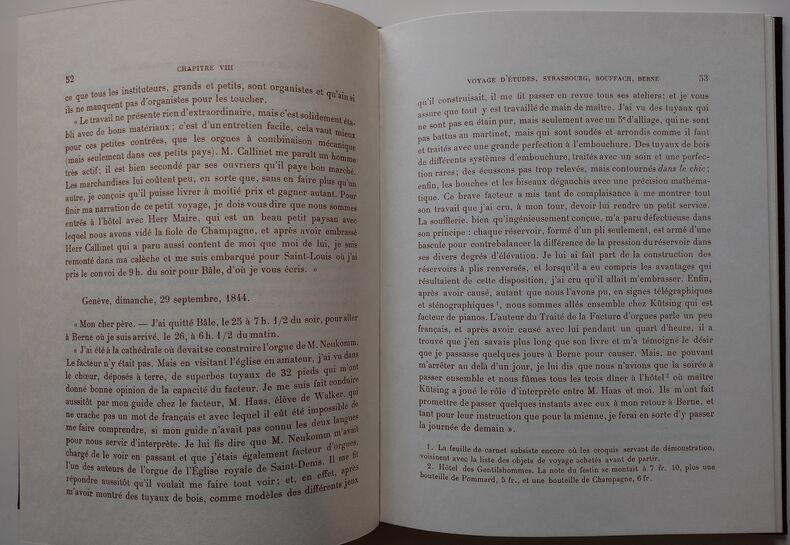 52
CHAPITRE VIII
ce que tous les instituteurs, grands et petits, sont organistes et qu'ain si
ils ne manquent pas d'organistes pour les toucher.
« Le travail ne présente rien d'extraordinaire, mais c'est solidement éta-
bli avec de bons matériaux ; c'est d'un entretien facile, cela vaut mieux
pour ces petites contrées, que les orgues à combinaison mécanique
(mais seulement dans ces petits pays). M. Callinet me paraît un homme
très actif ; il est bien secondé par ses ouvriers qu'il paye bon marché.
Les marchandises lui coûtent peu, en sorte que, sans en faire plus qu'un
autre, je conçois qu'il puisse livrer à moitié prix et gagner autant. Pour
finir ma narration de ce petit voyage, je dois vous dire que nous sommes
entrés à l'hôtel avec Herr Maire, qui est un beau petit paysan avec
lequel nous avons vidé la fiole de Champagne, et après avoir embrassé
Herr Callinet qui a paru aussi content de moi que moi de lui, je suis
remonté dans ma calèche et me suis embarqué pour Saint-Louis où j'ai
pris le convoi de 9 h. du soir pour Bâle, d'où je vous écris. »
Genève, dimanche, 29 septembre, 1844.
« Mon cher père. — J'ai quitté Bâle, le 25 à 7 h. 1/2 du soir, pour aller
à Berne où je suis arrivé, le 26, à 6 h. 1/2 du matin.
« J'ai été à la cathédrale où devait se construire l'orgue de M. Neukomm.
Le facteur n'y était pas. Mais en visitant l'église en amateur, j'ai vu dans
le chœur, déposés à terre, de superbes tuyaux de 32 pieds qui m'ont
donné bonne opinion de la capacité du facteur. Je me suis fait conduire
aussitôt par mon guide chez le facteur, M. Haas, élève de Walker, qui
ne crache pas un mot de français et avec lequel il eût été impossible de
me faire comprendre, si mon guide n'avait pas connu les deux langues
pour nous servir d'interprète. Je lui fis dire que M. Neukomm m'avait
chargé de le voir en passant et que j'étais également facteur d'orgues,
l'un des auteurs de l'orgue de l'Église royale de Saint-Denis. Il me fit
répondre aussitôt qu'il voulait me faire tout voir ; et, en effet, après
m'avoir montré des tuyaux de bois, comme modèles des différents jeux
VOYAGE D'ÉTUDES, STRASBOURG, ROUFFACH, BERNE
53
qu'il construisait, il me fit passer en revue tous ses ateliers ; et je vous
assure que tout y est travaillé de main de maître. J'ai vu des tuyaux qui
ne sont pas en étain pur, mais seulement avec un 5e d'alliage, qui ne sont
pas battus au martinet, mais qui sont soudés et arrondis comme il faut
et traités avec une grande perfection à l'embouchure. Des tuyaux de bois
de différents systèmes d'embouchure, traités avec un soin et une perfec-
tion rares ; des écussons pas trop relevés, mais contournés dans le chic ;
enfin, les bouches et les biseaux dégauchis avec une précision mathéma-
tique. Ce brave facteur a mis tant de complaisance à me montrer tout
son travail que j'ai cru, à mon tour, devoir lui rendre un petit service.
La soufflerie. bien qu'ingénieusement conçue, m'a paru défectueuse dans
son principe : chaque réservoir, formé d'un pli seulement, est armé d'une
bascule pour contrebalancer la différence de la pression du réservoir dans
ses divers degrés d'élévation. Je lui ai fait part de la construction des
réservoirs à plis renversés, et lorsqu'il a eu compris les avantages qui
résultaient de cette disposition, j'ai cru qu'il allait m'embrasser. Enfin,
après avoir causé, autant que nous l'avons pu, en signes télégraphiques
et sténographiques 1, nous sommes allés ensemble chez Kûtsing qui est
facteur de pianos. L'auteur du Traité de la Facture d'orgues parle un peu
français, et après avoir causé avec lui pendant un quart d'heure, il a
trouvé que j'en savais plus long que son livre et m'a témoigné le désir
que je passasse quelques jours à Berne pour causer. Mais, ne pouvant
m'arrêter au delà d'un jour, je lui dis que nous n'avions que la soirée à
passer ensemble et nous fûmes tous les trois dîner à l'hôtel 2 où maître
Kûtsing a joué le rôle d'interprète entre M. Haas et moi. Ils m'ont fait
promettre de passer quelques instants avec eux à mon retour à Berne, et
tant pour leur instruction que pour la mienne, je ferai en sorte d'y passer
la journée de demain ».
1. La feuille de carnet subsiste encore où les croquis servant de démonstration,
voisinent avec la liste des objets de voyage achetés avant de partir.
2. Hôtel des Gentilshommes. La note du festin se montait à 7 fr. 10, plus une
bouteille de Pommard, 5 fr., et une bouteille de Champagne, 6 fr.